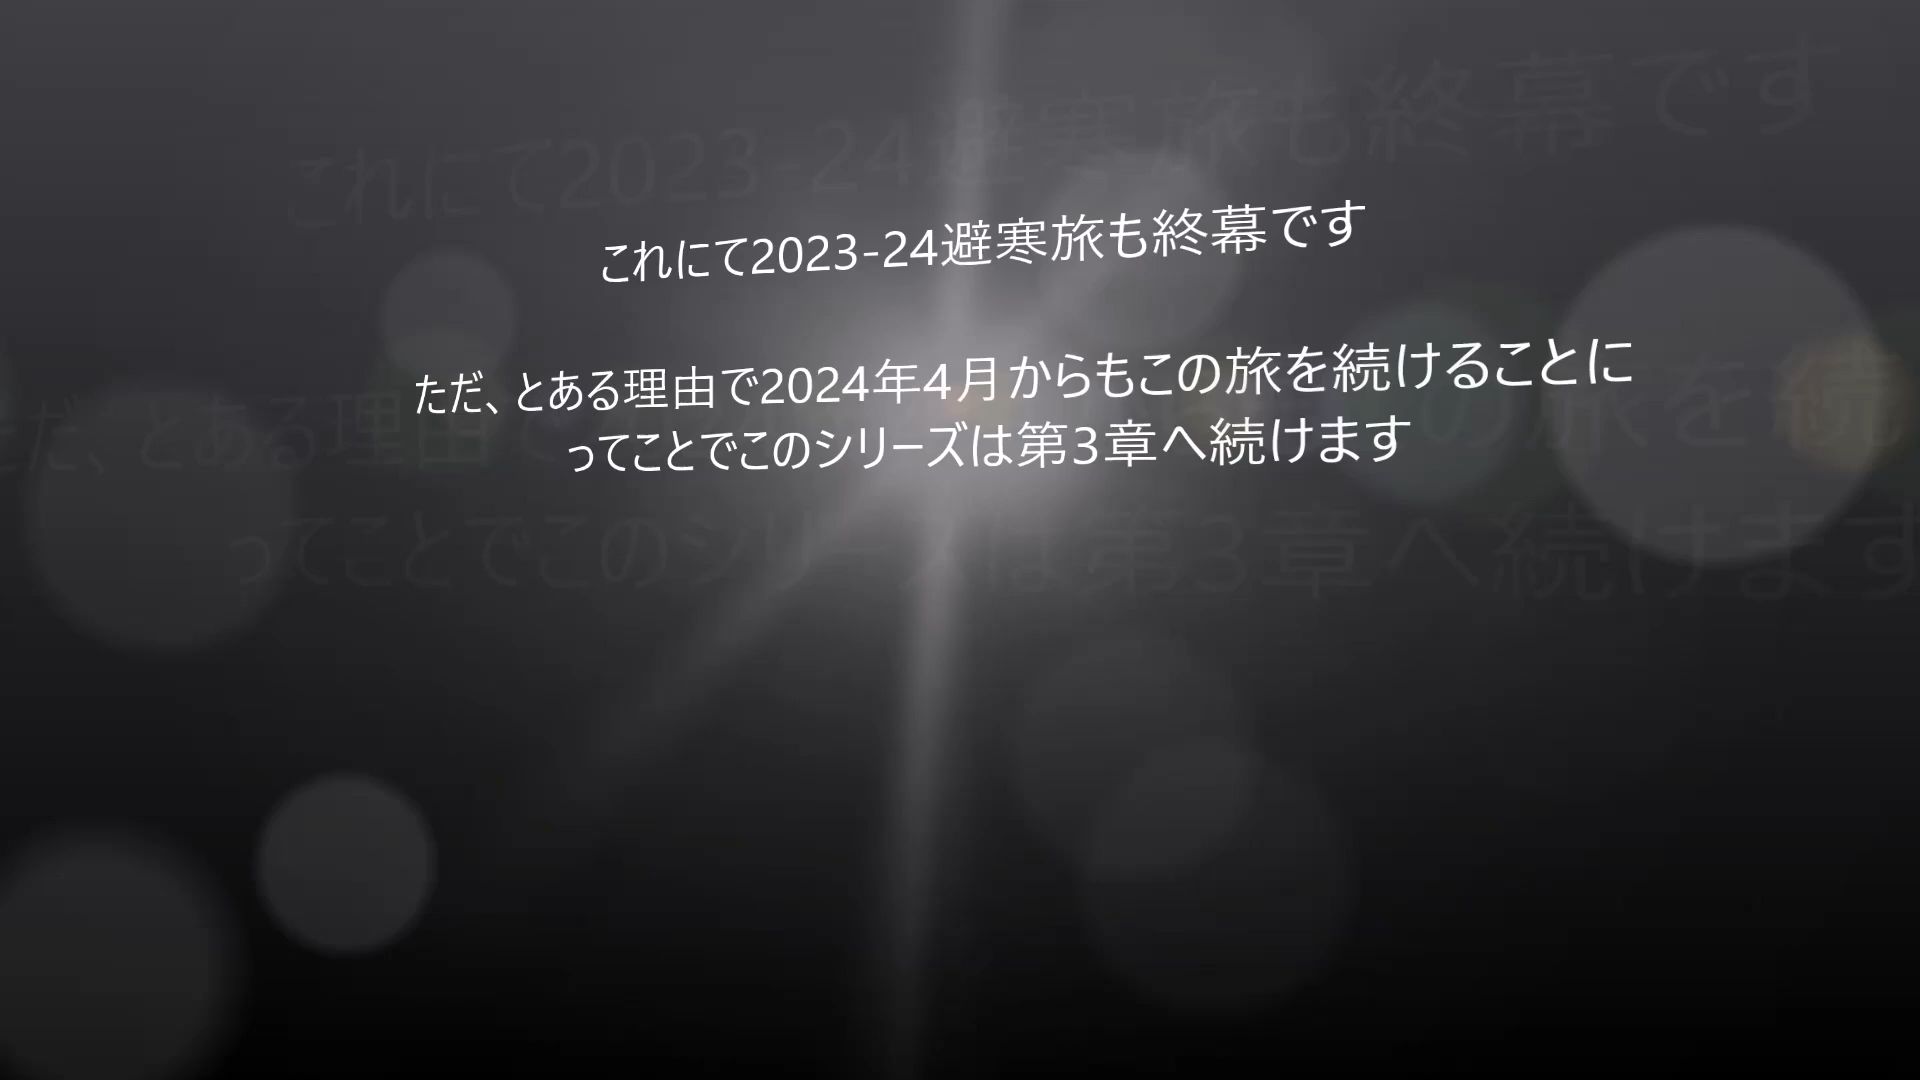 これにて2023-24避寒旅も終幕です
ただ、とある理由で2024年4月からもこの旅を続けることに
ってことでこのシリーズは第3章へ続けます